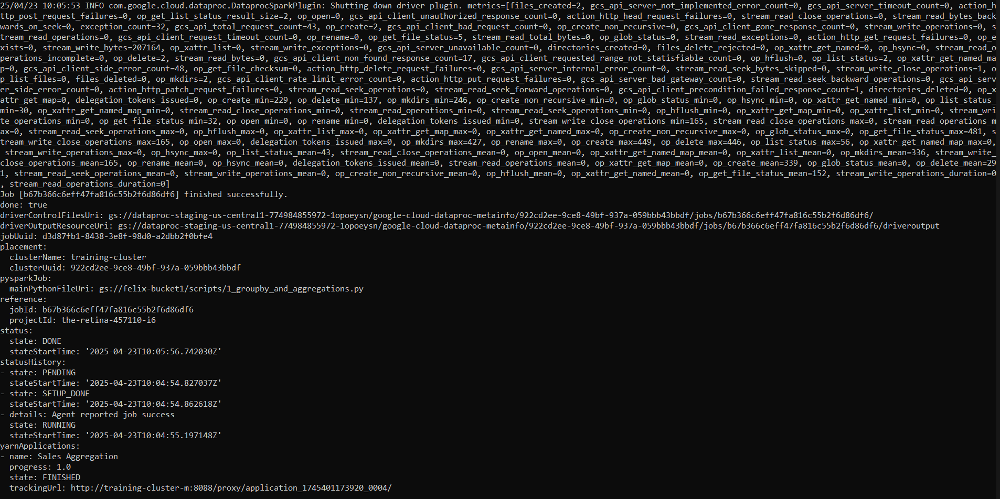 25/04/23 10:05:53 INFO com.google.cloud.dataproc.DataprocSparkPlugin: Shutting down driver plugin. metrics=[files_created=2, gcs_api_server_not_implemented_error_count=0, gcs_api_server_timeout_count=0, action_h
ttp_post_request_failures=0, op_get_list_status_result_size=2, op_open=0, gcs_api_client_unauthorized_response_count=0, action_http_head_request_failures=0, stream_read_close_operations=0, stream_read_bytes_back
wards_on_seek=0, exception_count=32, gcs_api_total_request_count=43, op_create=2, gcs_api_client_bad_request_count=0, op_create_non_recursive=0, gcs_api_client_gone_response_count=0, stream_write_operations=0, s
tream_read_operations=0, gcs_api_client_request_timeout_count=0, op_rename=0, op_get_file_status=5, stream_read_total_bytes=0, op_glob_status=0, stream_read_exceptions=0, action_http_get_request_failures=0, op_e
xists=0, stream_write_bytes=207164, op_xattr_list=0, stream_write_exceptions=0, gcs_api_server_unavailable_count=0, directories_created=0, files_delete_rejected=0, op_xattr_get_named=0, op_hsync=0, stream_read_o
perations_incomplete=0, op_delete=2, stream_read_bytes=0, gcs_api_client_non_found_response_count=17, gcs_api_client_requested_range_not_statisfiable_count=0, op_hflush=0, op_list_status=2, op_xattr_get_named_ma
p=0, gcs_api_client_side_error_count=48, op_get_file_checksum=0, action_http_delete_request_failures=0, gcs_api_server_internal_error_count=0, stream_read_seek_bytes_skipped=0, stream_write_close_operations=1, o
p_list_files=0, files_deleted=0, op_mkdirs=2, gcs_api_client_rate_limit_error_count=0, action_http_put_request_failures=0, gcs_api_server_bad_gateway_count=0, stream_read_seek_backward_operations=0, gcs_api_serv
er_side_error_count=0, action_http_patch_request_failures=0, stream_read_seek_operations=0, stream_read_seek_forward_operations=0, gcs_api_client_precondition_failed_response_count=1, directories_deleted=0, op_x
attr_get_map=0, delegation_tokens_issued=0, op_create_min=229, op_delete_min=137, op_mkdirs_min=246, op_create_non_recursive_min=0, op_glob_status_min=0, op_hsync_min=0, op_xattr_get_named_min=0, op_list_status_
min=30, op_xattr_get_named_map_min=0, stream_read_close_operations_min=0, stream_read_operations_min=0, stream_read_seek_operations_min=0, op_hflush_min=0, op_xattr_get_map_min=0, op_xattr_list_min=0, stream_wri
te_operations_min=0, op_get_file_status_min=32, op_open_min=0, op_rename_min=0, delegation_tokens_issued_min=0, stream_write_close_operations_min=165, stream_read_close_operations_max=0, stream_read_operations_m
ax=0, stream_read_seek_operations_max=0, op_hflush_max=0, op_xattr_list_max=0, op_xattr_get_map_max=0, op_xattr_get_named_max=0, op_create_non_recursive_max=0, op_glob_status_max=0, op_get_file_status_max=481, s
tream_write_close_operations_max=165, op_open_max=0, delegation_tokens_issued_max=0, op_mkdirs_max=427, op_rename_max=0, op_create_max=449, op_delete_max=446, op_list_status_max=56, op_xattr_get_named_map_max=0,
 stream_write_operations_max=0, op_hsync_max=0, op_list_status_mean=43, stream_read_close_operations_mean=0, op_open_mean=0, op_xattr_get_named_map_mean=0, op_xattr_list_mean=0, op_mkdirs_mean=336, stream_write_
close_operations_mean=165, op_rename_mean=0, op_hsync_mean=0, delegation_tokens_issued_mean=0, stream_read_operations_mean=0, op_xattr_get_map_mean=0, op_create_mean=339, op_glob_status_mean=0, op_delete_mean=29
1, stream_read_seek_operations_mean=0, stream_write_operations_mean=0, op_create_non_recursive_mean=0, op_hflush_mean=0, op_xattr_get_named_mean=0, op_get_file_status_mean=152, stream_write_operations_duration=0
, stream_read_operations_duration=0]
Job [b67b366c6eff47fa816c55b2f6d86df6] finished successfully.
done: true
driverControlFilesUri: gs://dataproc-staging-us-central1-774984855972-1opoeysn/google-cloud-dataproc-metainfo/922cd2ee-9ce8-49bf-937a-059bbb43bbdf/jobs/b67b366c6eff47fa816c55b2f6d86df6/
driverOutputResourceUri: gs://dataproc-staging-us-central1-774984855972-1opoeysn/google-cloud-dataproc-metainfo/922cd2ee-9ce8-49bf-937a-059bbb43bbdf/jobs/b67b366c6eff47fa816c55b2f6d86df6/driveroutput
jobUuid: d3d87fb1-8438-3e8f-98d0-a2dbb2f0bfe4
placement:
  clusterName: training-cluster
  clusterUuid: 922cd2ee-9ce8-49bf-937a-059bbb43bbdf
pysparkJob:
  mainPythonFileUri: gs://felix-bucket1/scripts/1_groupby_and_aggregations.py
reference:
  jobId: b67b366c6eff47fa816c55b2f6d86df6
  projectId: the-retina-457110-i6
status:
  state: DONE
  stateStartTime: '2025-04-23T10:05:56.742030Z'
statusHistory:
- state: PENDING
  stateStartTime: '2025-04-23T10:04:54.827037Z'
- state: SETUP_DONE
  stateStartTime: '2025-04-23T10:04:54.862618Z'
- details: Agent reported job success
  state: RUNNING
  stateStartTime: '2025-04-23T10:04:55.197148Z'
yarnApplications:
- name: Sales Aggregation
  progress: 1.0
  state: FINISHED
  trackingUrl: http://training-cluster-m:8088/proxy/application_1745401173920_0004/